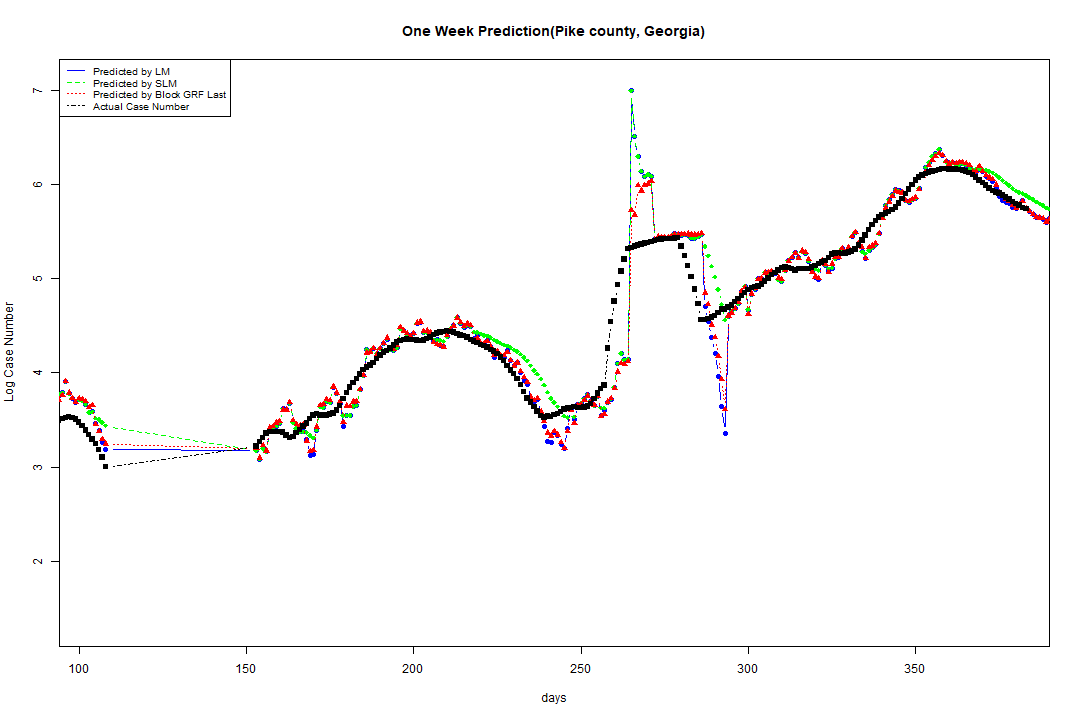 One Week Prediction(Pike county, Georgia)
Predicted by LM
Predicted by SLM
Predicted by Block GRF Last
Actual Case Number
7
6
5
4
3
2
Log Case Number
100 150 200 250 300 350
days